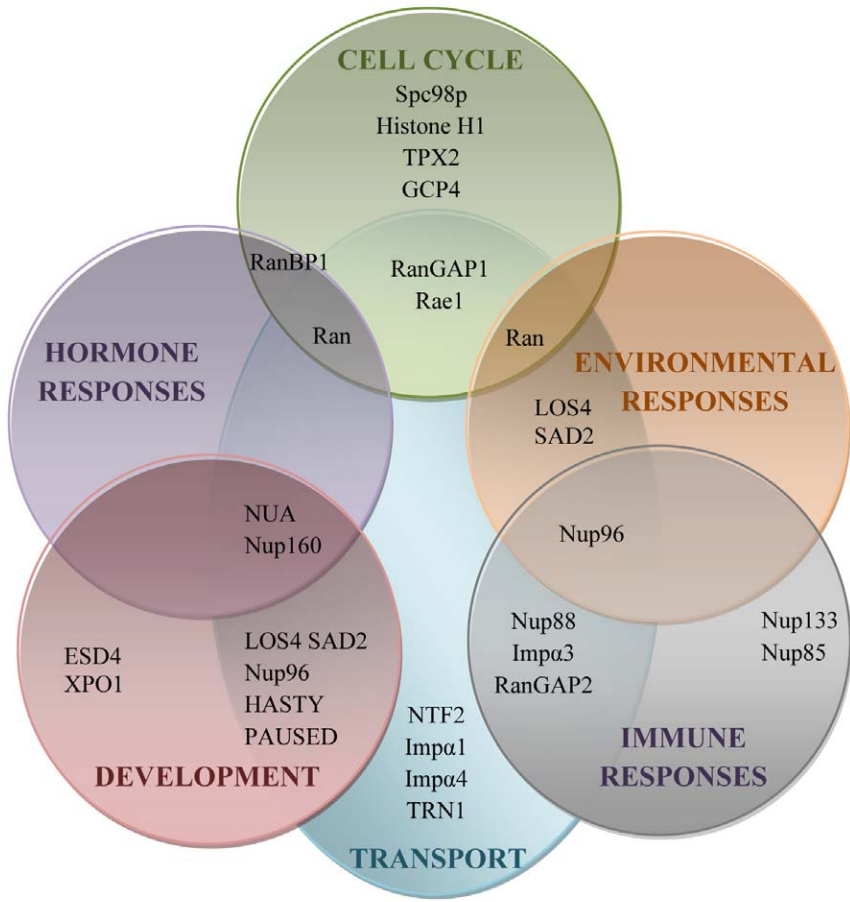 CELL CYCLE
Spc98p
Histone H1
TPX2
GCP4
RanBP1
RanGAP1
Rae1
Ran
Ran
HORMONE
RESPONSES
ENVIRONMENTAL
RESPONSES
LOS4
SAD2
NUA
Nup160
Nup96
ESD4
XPO1
LOS4 SAD2
Nup96
HASTY
PAUSED
DEVELOPMENT
Nup88
Impα3
RanGAP2
Nup133
Nup85
IMMUNE
RESPONSES
NTF2
Impα1
Impα4
TRN1
TRANSPORT